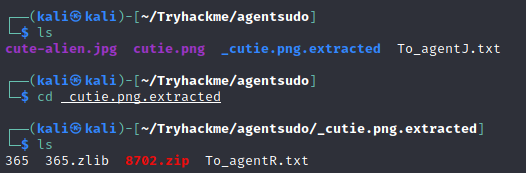 (kali㉿kali)-[~/Tryhackme/agentsudo]
$ ls
cute-alien.jpg cutie.png _cutie.png.extracted To_agentJ.txt
(kali㉿kali)-[~/Tryhackme/agentsudo]
$ cd _cutie.png.extracted
(kali㉿kali)-[~/Tryhackme/agentsudo/_cutie.png.extracted]
$ ls
365 365.zlib 8702.zip To_agentR.txt